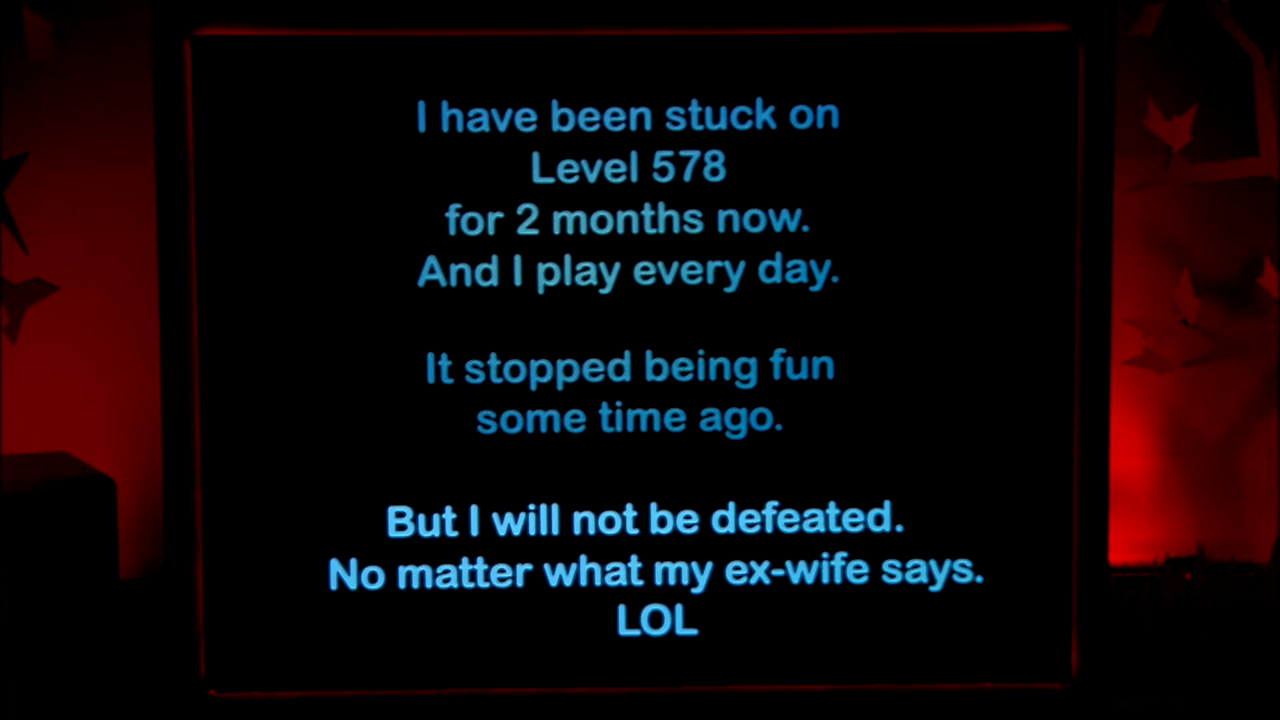 I have been stuck on
Level 578
for 2 months now.
And I play every day.
It stopped being fun
some time ago.
But I will not be defeated.
No matter what my ex-wife says.
LOL